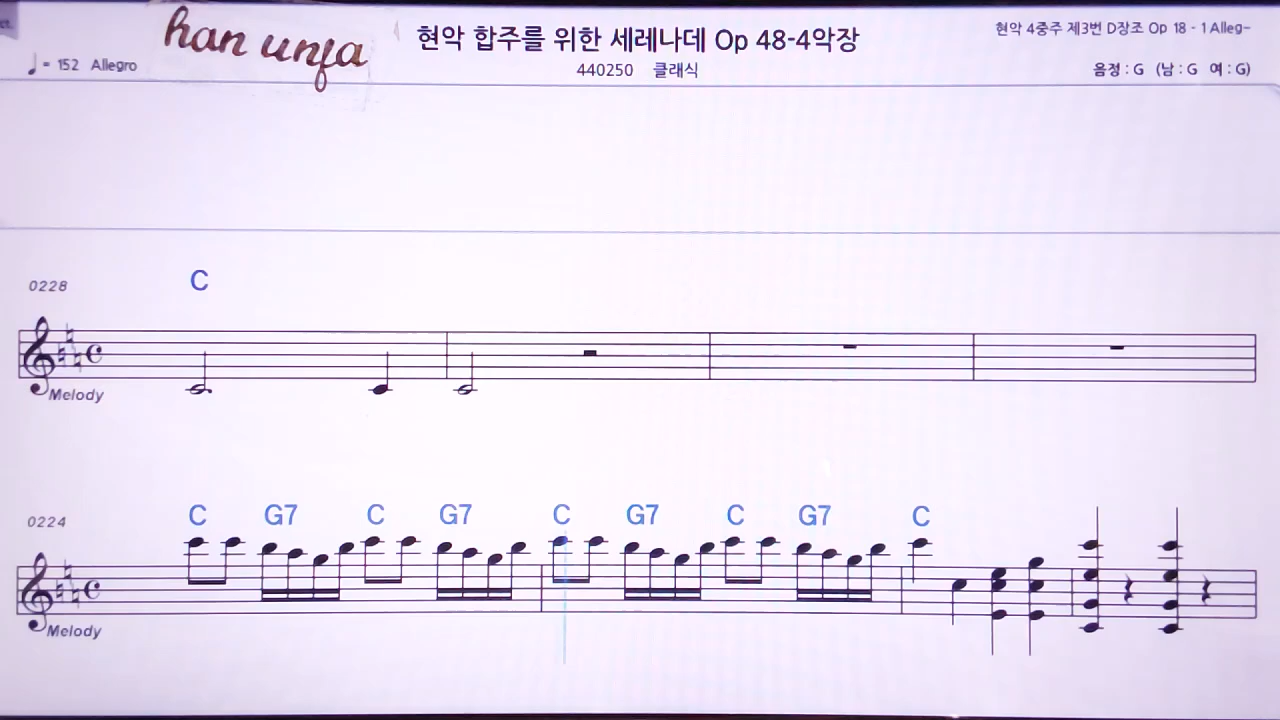 han unja
현악 합주를 위한 세레나데 Op 48-4악장
현악 4중주 제3번 D장조 Op 18 - 1 Alleg~
♩= 152 Allegro
440250 클래식
음정 : G (남 : G 여 : G)
0228
C
Melody
0224
C G7 C G7 C G7 C G7 C
Melody